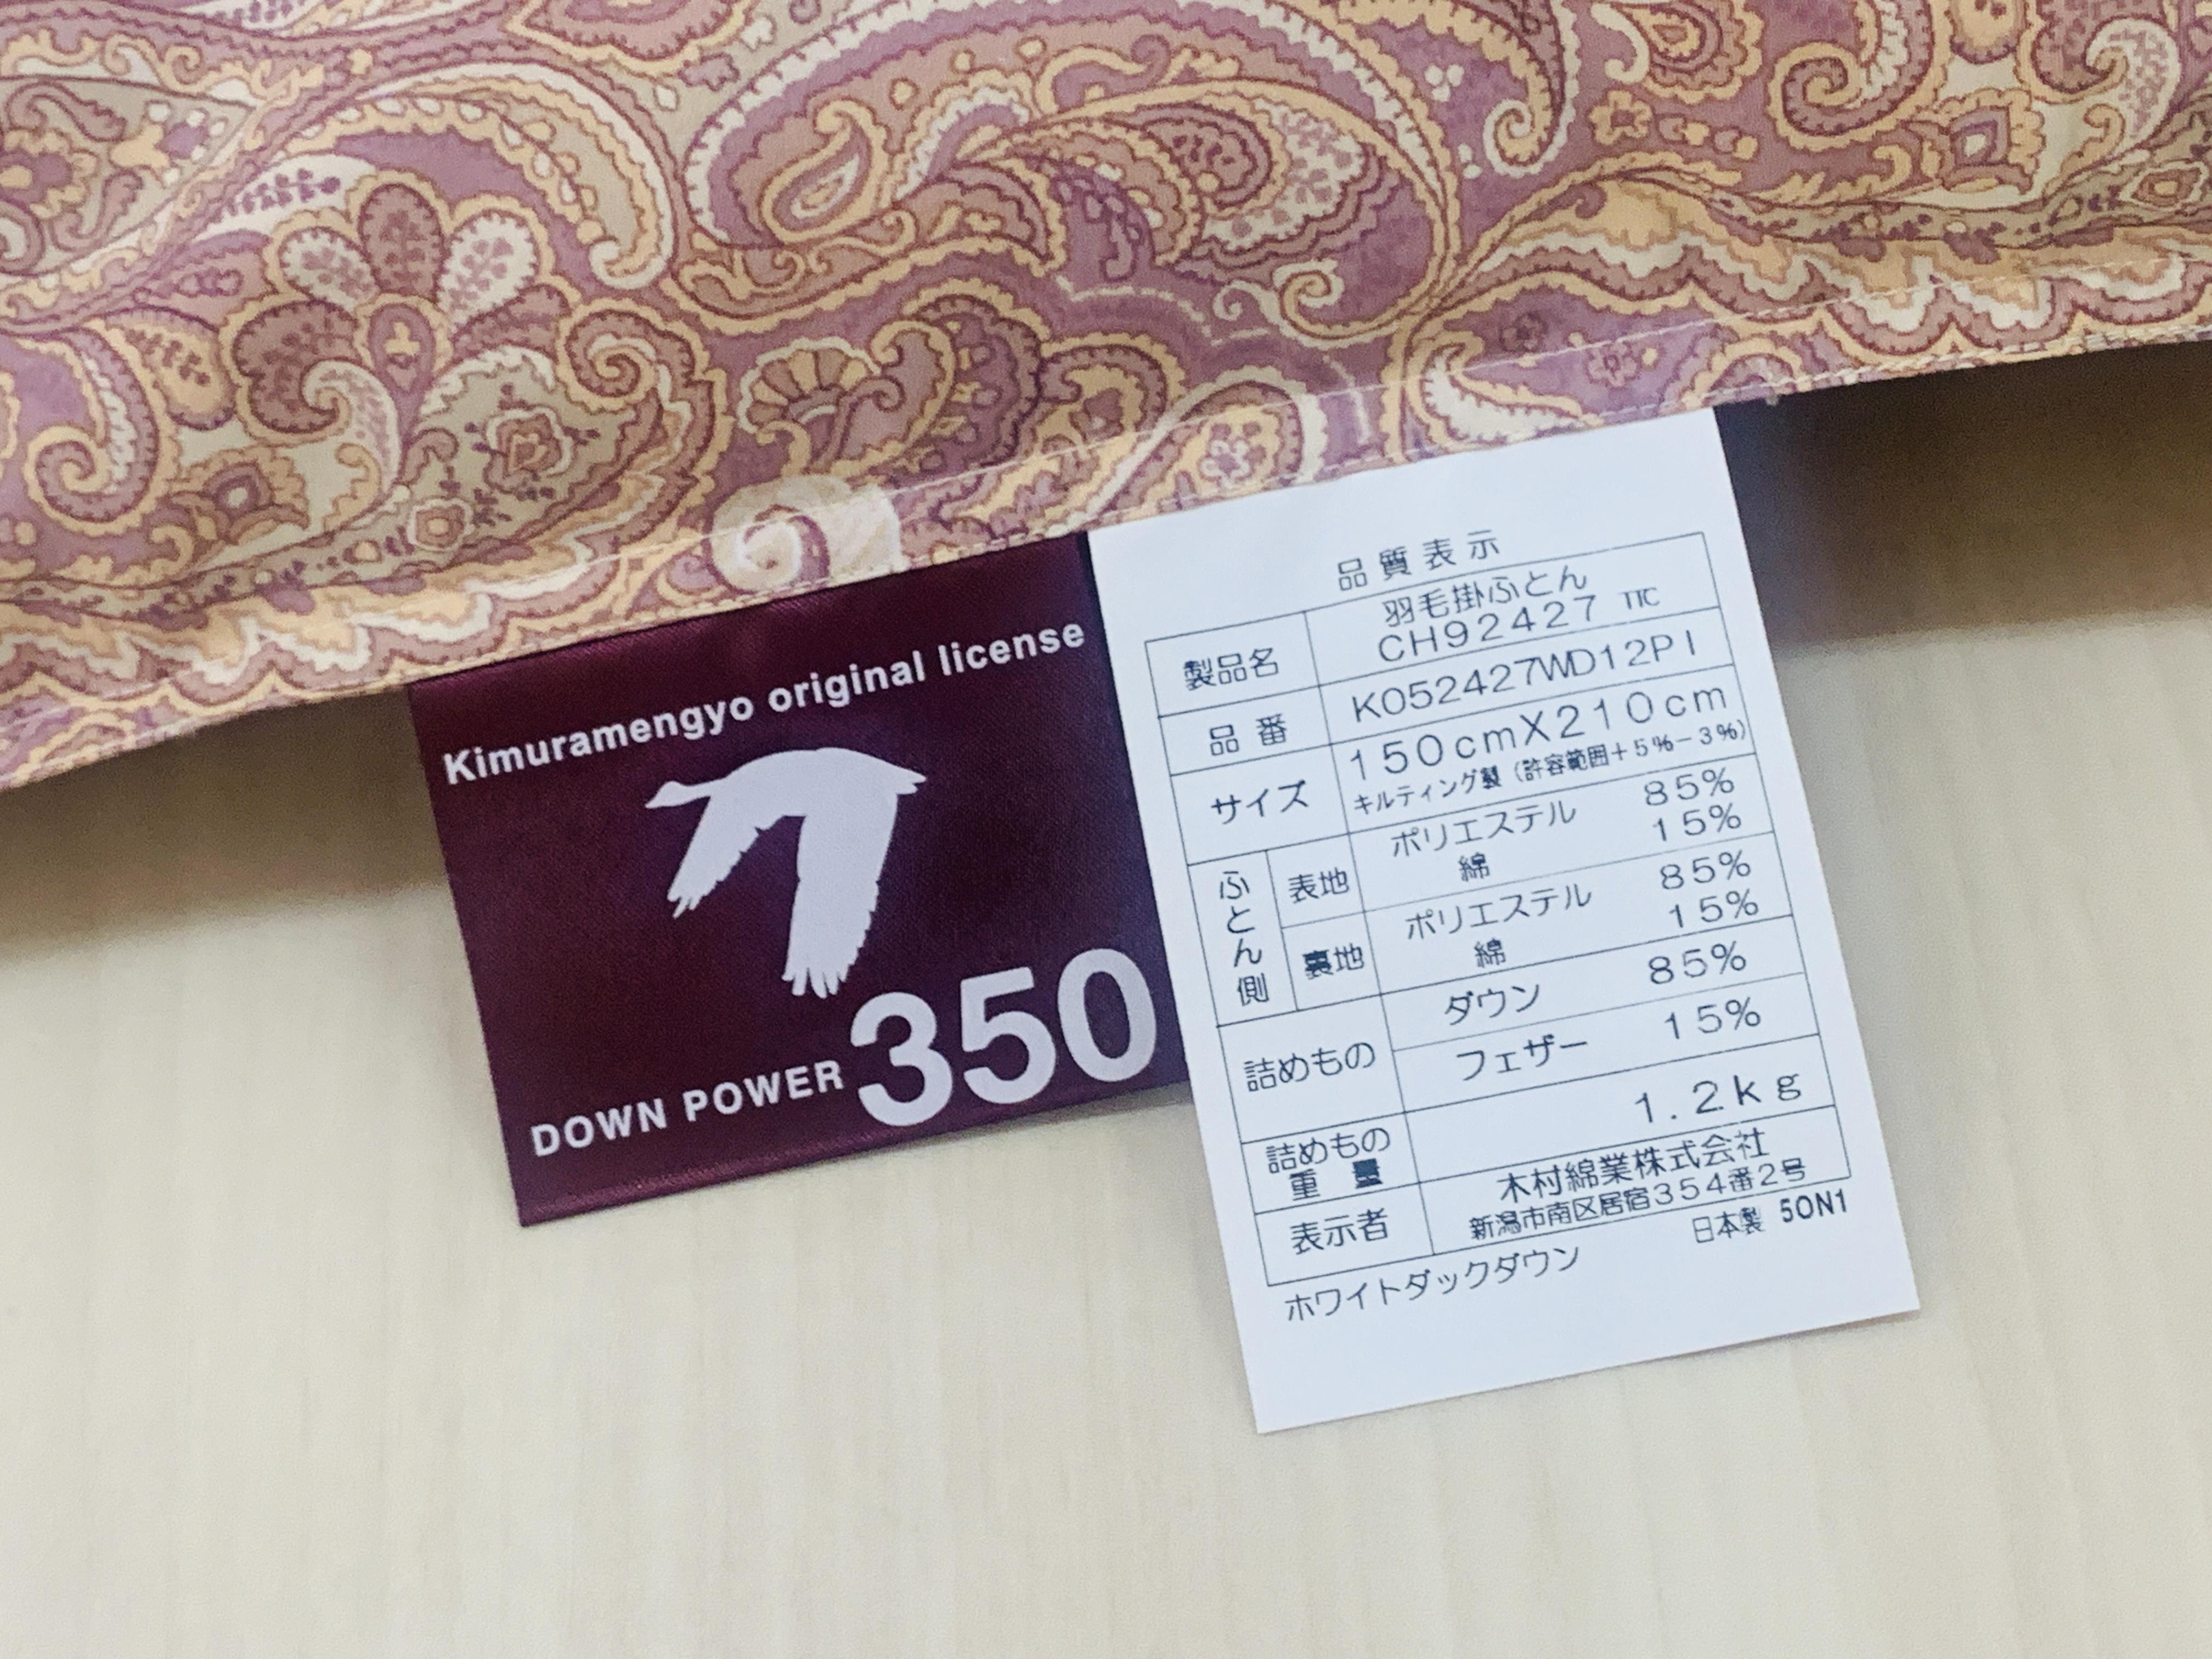 Kimuramengyo original license
DOWN POWER 350
品質表示
製品名 羽毛掛ふとん
CH92427 TTC
品番 K052427WD12PI
サイズ 150cmX210cm
キルティング製（許容範囲＋5％－3％）
ふとん側 表地 ポリエステル 85%
綿 15%
裏地 ポリエステル 85%
綿 15%
詰めもの ダウン 85%
フェザー 15%
詰めもの重量 1.2kg
表示者 木村綿業株式会社
新潟市南区居宿354番2号
日本製 5ON1
ホワイトダックダウン